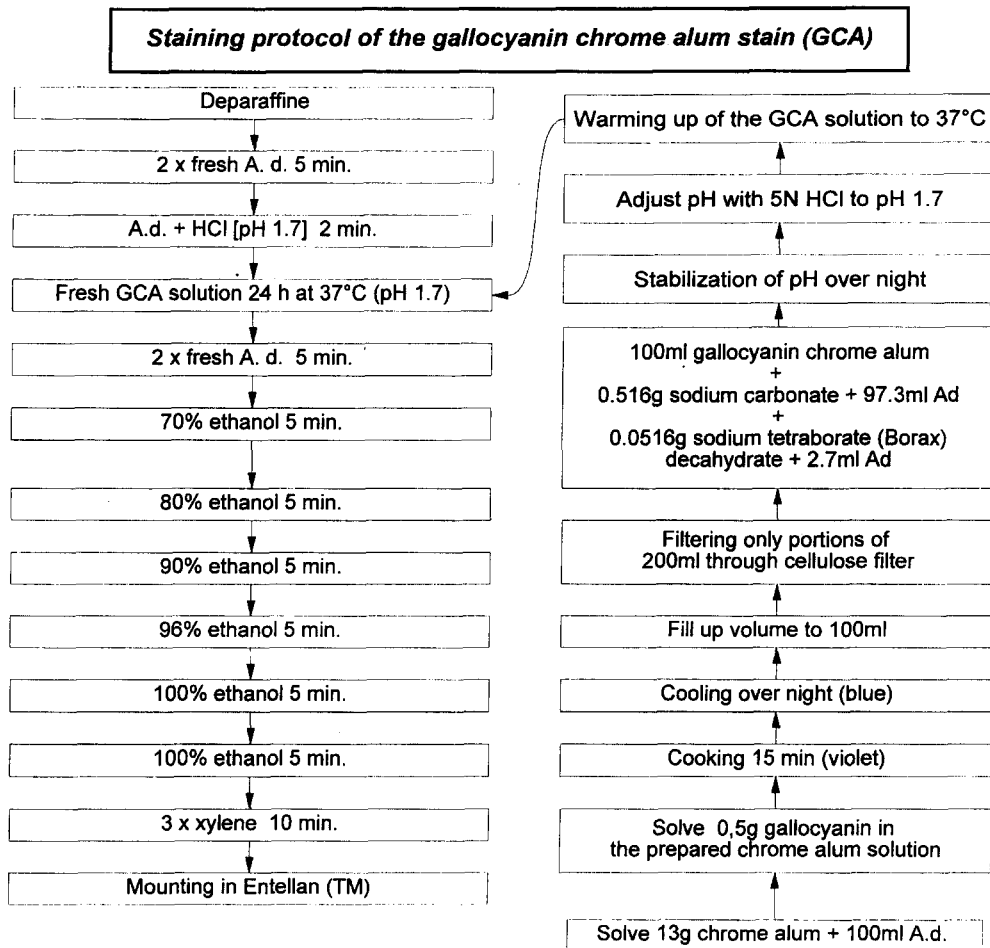 Staining protocol of the gallocyanin chrome alum stain (GCA)
Deparaffine
2 x fresh A. d. 5 min.
A.d. + HCl [pH 1.7] 2 min.
Fresh GCA solution 24 h at 37°C (pH 1.7)
2 x fresh A. d. 5 min.
70% ethanol 5 min.
80% ethanol 5 min.
90% ethanol 5 min.
96% ethanol 5 min.
100% ethanol 5 min.
100% ethanol 5 min.
3 x xylene 10 min.
Mounting in Entellan (TM)
Warming up of the GCA solution to 37°C
Adjust pH with 5N HCl to pH 1.7
Stabilization of pH over night
100ml gallocyanin chrome alum
+
0.516g sodium carbonate + 97.3ml Ad
+
0.0516g sodium tetraborate (Borax)
decahydrate + 2.7ml Ad
Filtering only portions of
200ml through cellulose filter
Fill up volume to 100ml
Cooling over night (blue)
Cooking 15 min (violet)
Solve 0,5g gallocyanin in
the prepared chrome alum solution
Solve 13g chrome alum + 100ml A.d.